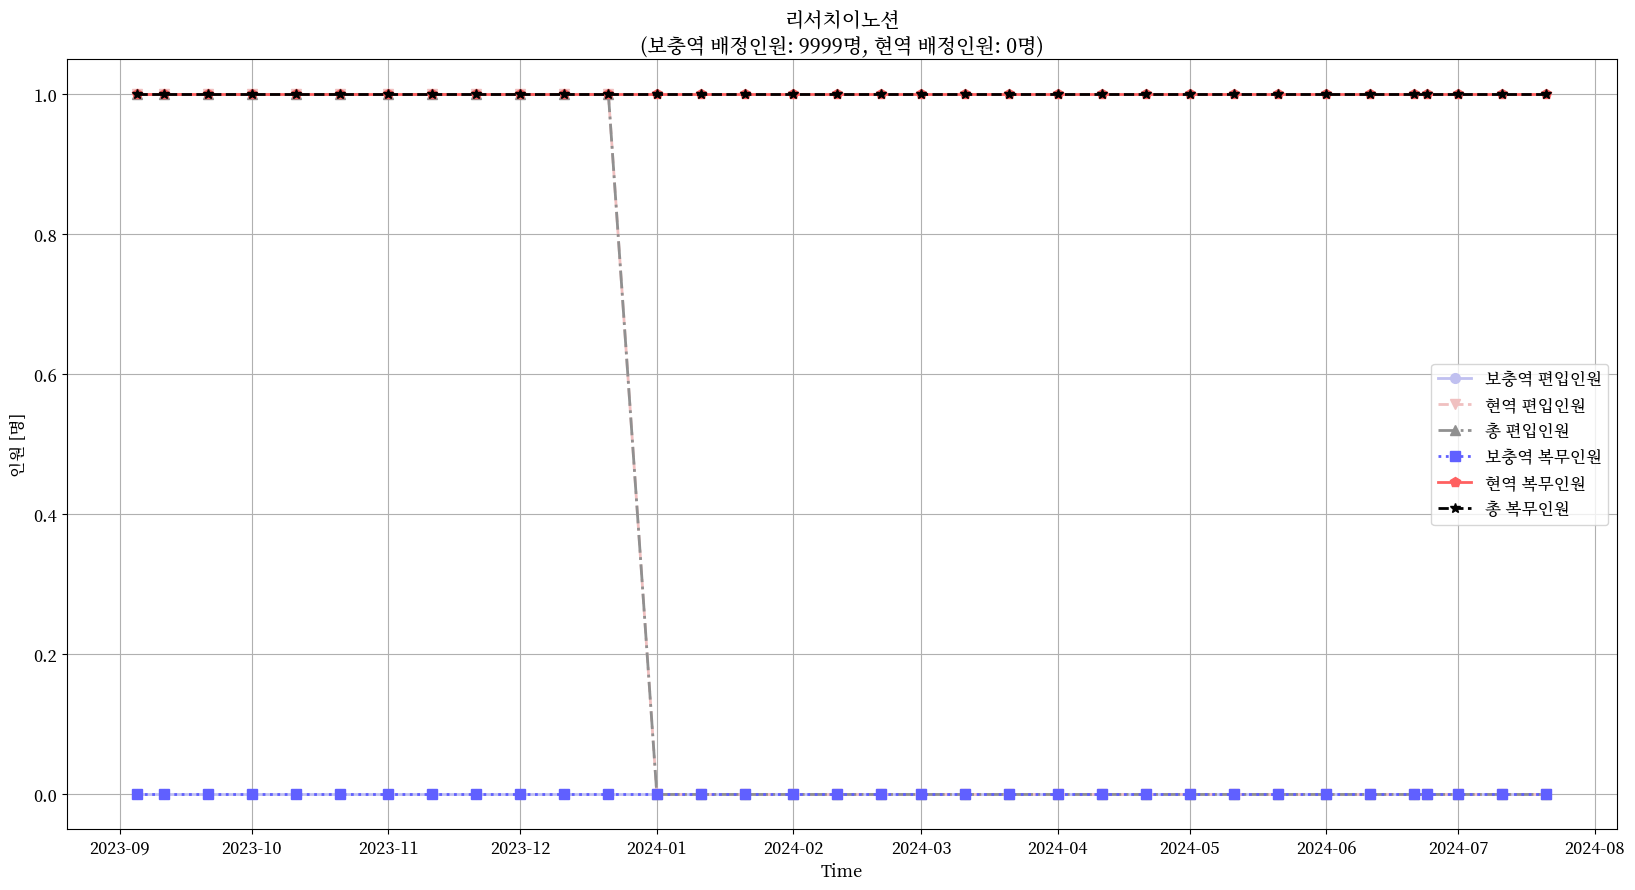 리서치이노션
(보충역 배정인원: 9999명, 현역 배정인원: 0명)
인원 [명]
1.0
0.8
0.6
0.4
0.2
0.0
보충역 편입인원
현역 편입인원
총 편입인원
보충역 복무인원
현역 복무인원
총 복무인원
2023-09
2023-10
2023-11
2023-12
2024-01
2024-02
2024-03
2024-04
2024-05
2024-06
2024-07
2024-08
Time